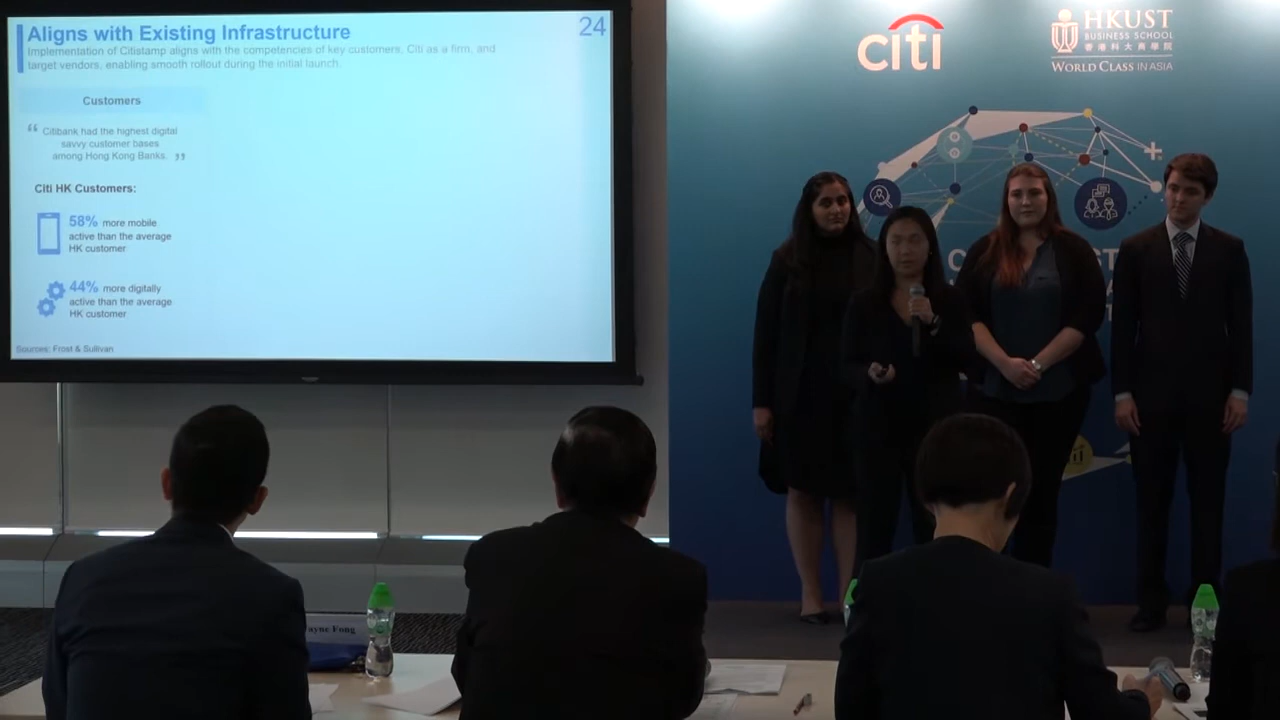 Aligns with Existing Infrastructure
24
Implementation of Citistamp aligns with the competencies of key customers, Citi as a firm, and
target vendors, enabling smooth rollout during the initial launch.
Customers
“ Citibank had the highest digital
savvy customer bases
among Hong Kong Banks. ”
Citi HK Customers:
58% more mobile
active than the average
HK customer
44% more digitally
active than the average
HK customer
Sources: Frost & Sullivan
citi
HKUST
BUSINESS SCHOOL
香港科大商學院
WORLD CLASS IN ASIA
Fong